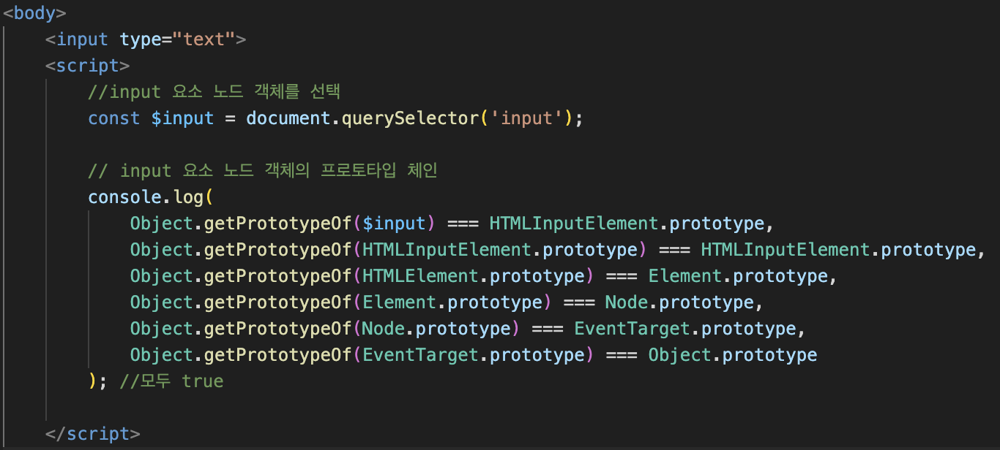 <body>
<input type="text">
<script>
//input 요소 노드 객체를 선택
const $input = document.querySelector('input');
// input 요소 노드 객체의 프로토타입 체인
console.log(
Object.getPrototypeOf($input) === HTMLInputElement.prototype,
Object.getPrototypeOf(HTMLInputElement.prototype) === HTMLInputElement.prototype,
Object.getPrototypeOf(HTMLElement.prototype) === Element.prototype,
Object.getPrototypeOf(Element.prototype) === Node.prototype,
Object.getPrototypeOf(Node.prototype) === EventTarget.prototype,
Object.getPrototypeOf(EventTarget.prototype) === Object.prototype
); //모두 true
</script>